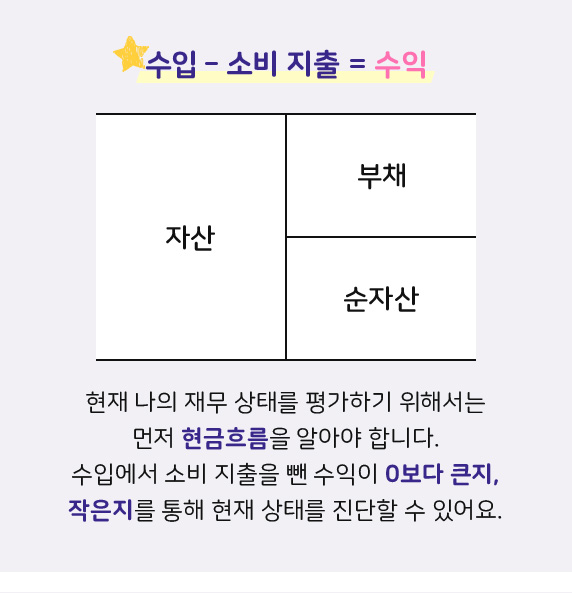 수입 – 소비 지출 = 수익
자산
부채
순자산
현재 나의 재무 상태를 평가하기 위해서는
먼저 현금흐름을 알아야 합니다.
수입에서 소비 지출을 뺀 수익이 0보다 큰지,
작은지를 통해 현재 상태를 진단할 수 있어요.